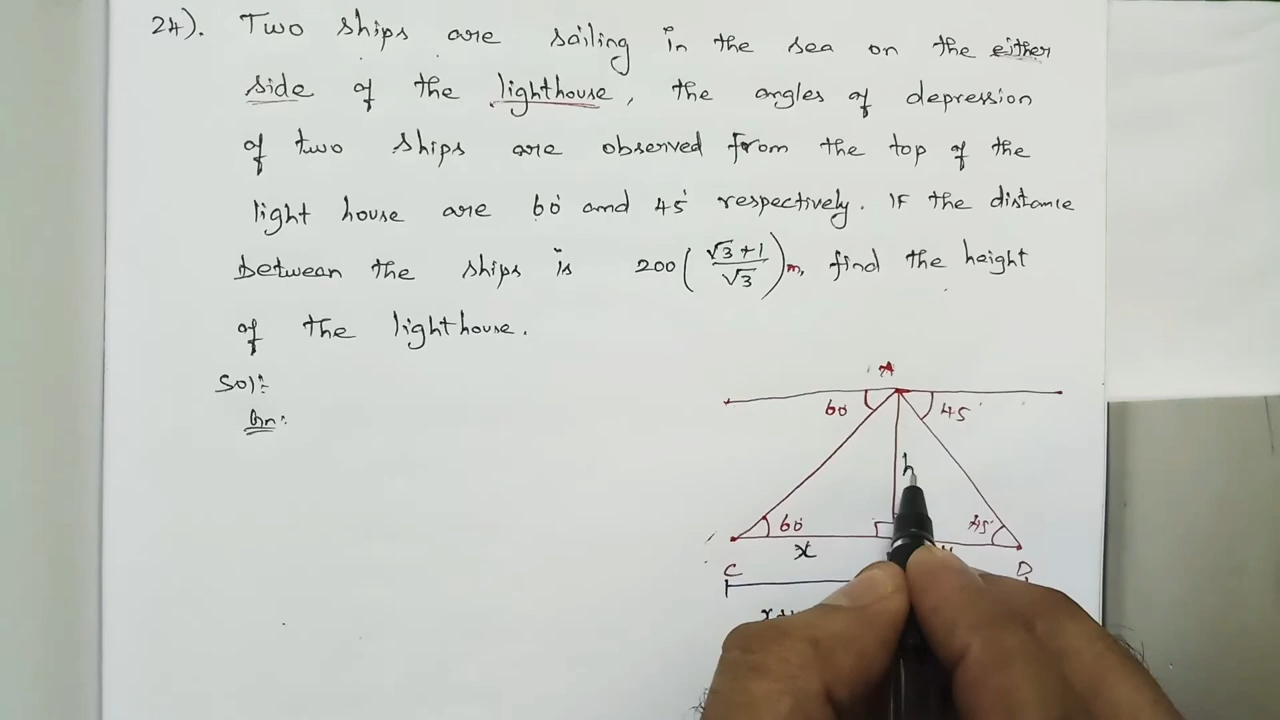 24). Two ships are sailing in the sea on the either
side of the lighthouse, the angles of depression
of two ships are observed from the top of the
light house are 60° and 45° respectively. If the distance
between the ships is 200 ( √3+1 / √3 ) m, find the height
of the lighthouse.
Sol:-
Gn:-
A
60° 45°
h
60° 45°
x
C D